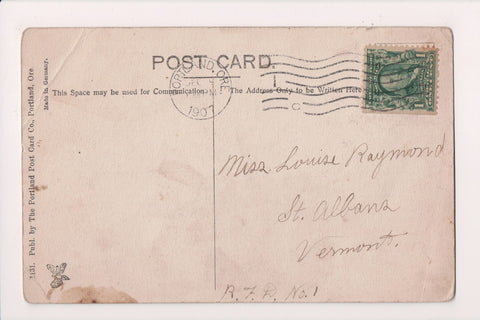 POST CARD.
PORTLAND, ORE.
1907
This Space may be used for Communication
The Address Only to be Written Here
Miss Louise Raymond
St. Albans
Vermont.
R.F.D. No. 1
1131. Publ. by The Portland Post Card Co., Portland, Ore
Made in Germany.